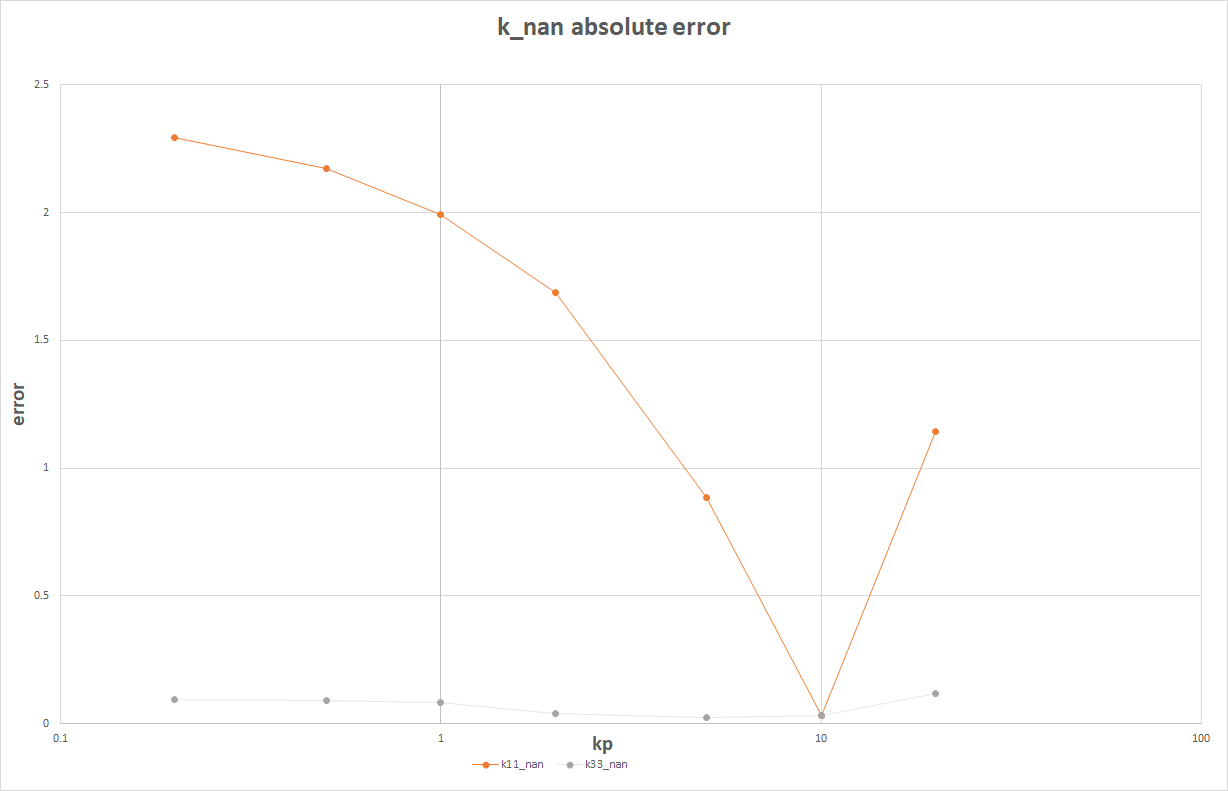 k_nan absolute error
2.5
2
1.5
error
1
0.5
0
0.1
1
10
100
kp
k11_nan
k33_nan